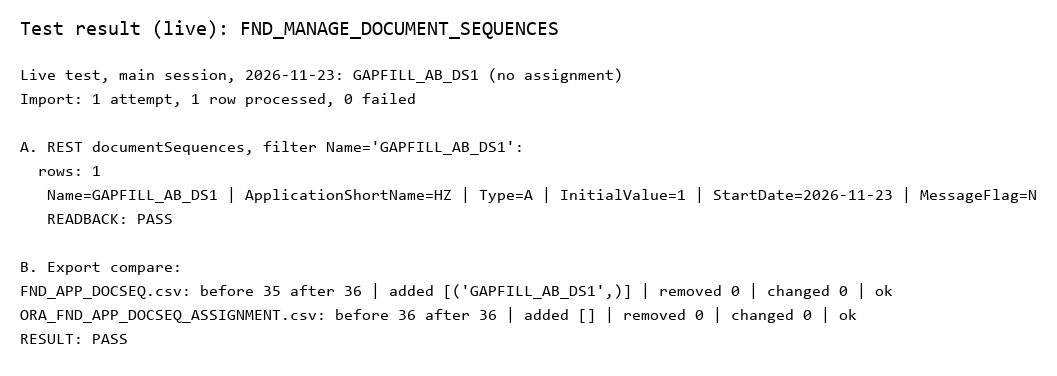 Test result (live): FND_MANAGE_DOCUMENT_SEQUENCES
Live test, main session, 2026-11-23: GAPFILL_AB_DS1 (no assignment)
Import: 1 attempt, 1 row processed, 0 failed
A. REST documentSequences, filter Name='GAPFILL_AB_DS1':
rows: 1
Name=GAPFILL_AB_DS1 | ApplicationShortName=HZ | Type=A | InitialValue=1 | StartDate=2026-11-23 | MessageFlag=N
READBACK: PASS
B. Export compare:
FND_APP_DOCSEQ.csv: before 35 after 36 | added [('GAPFILL_AB_DS1',)] | removed 0 | changed 0 | ok
ORA_FND_APP_DOCSEQ_ASSIGNMENT.csv: before 36 after 36 | added [] | removed 0 | changed 0 | ok
RESULT: PASS